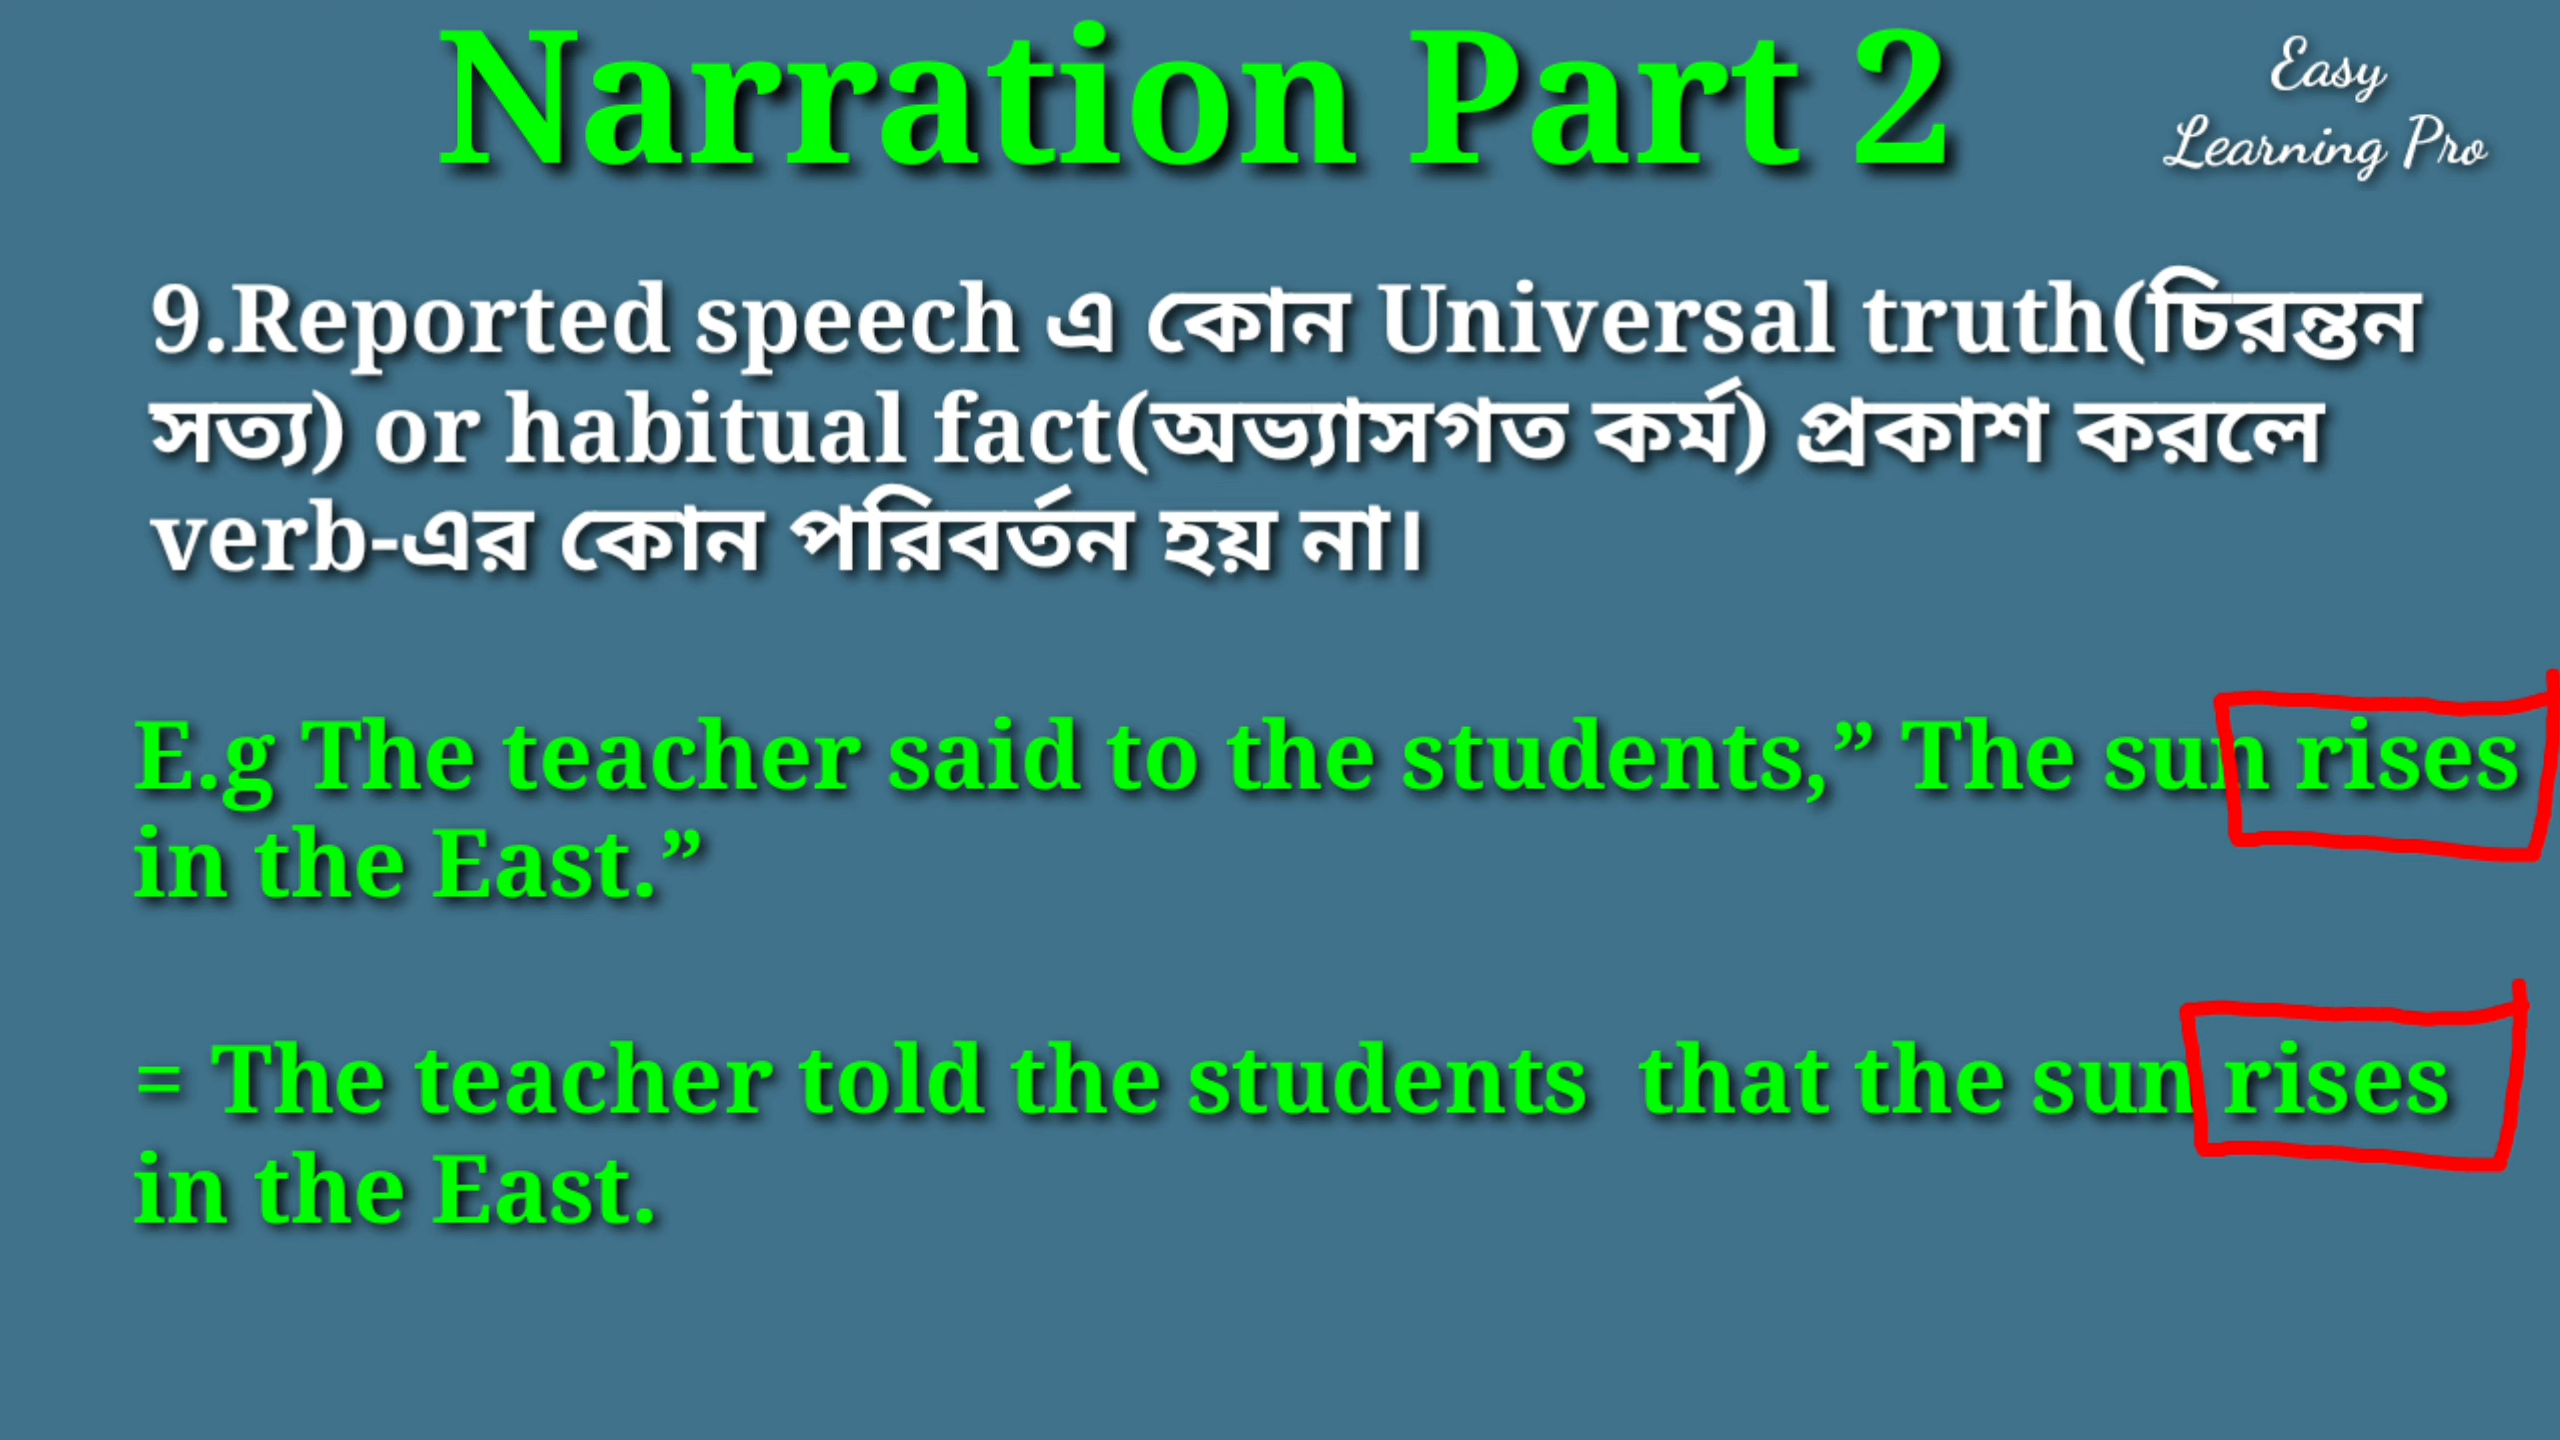 Narration Part 2
Easy
Learning Pro
9.Reported speech এ কোন Universal truth(চিরন্তন
সত্য) or habitual fact(অভ্যাসগত কর্ম) প্রকাশ করলে
verb-এর কোন পরিবর্তন হয় না।
E.g The teacher said to the students,” The sun rises
in the East.”
= The teacher told the students  that the sun rises
in the East.